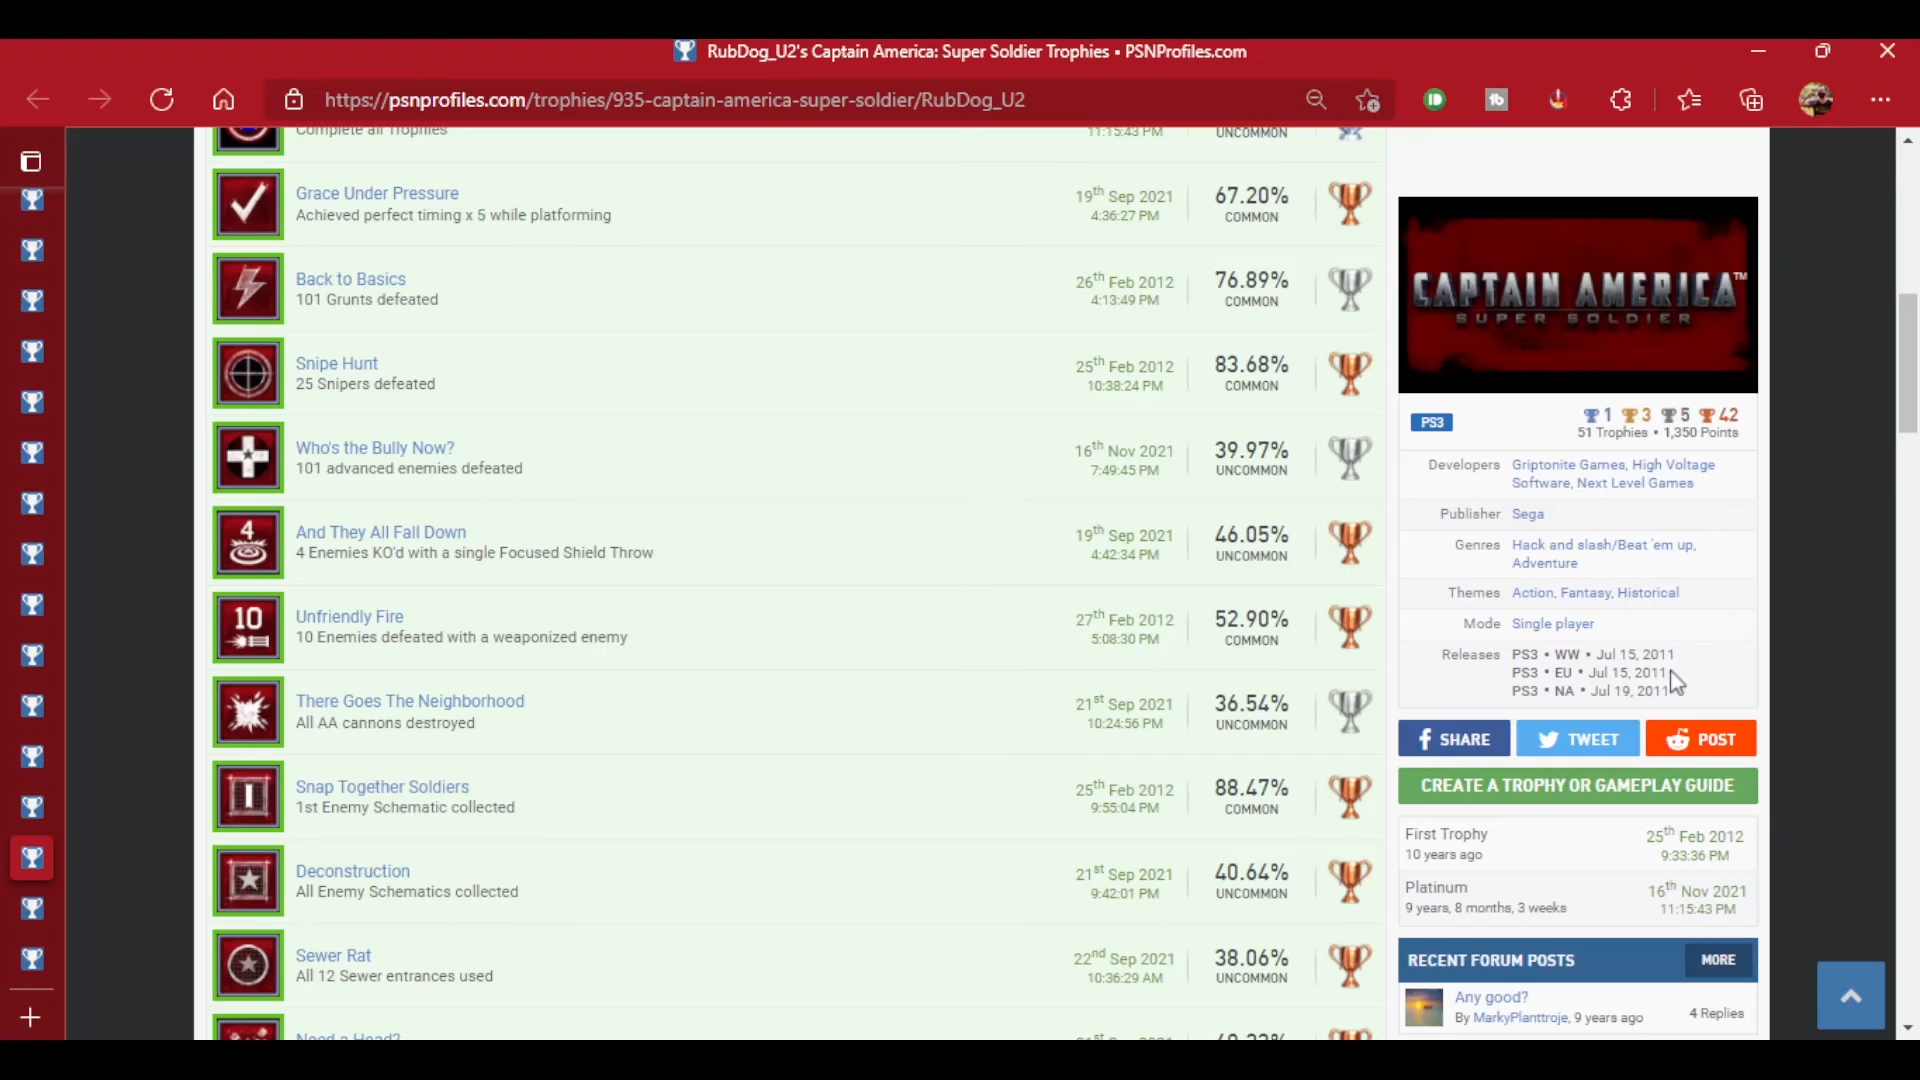 RubDog_U2's Captain America: Super Soldier Trophies • PSNProfiles.com
https://psnprofiles.com/trophies/935-captain-america-super-soldier/RubDog_U2
Complete all Trophies
11:15:43 PM
UNCOMMON
Grace Under Pressure
Achieved perfect timing x 5 while platforming
19th Sep 2021
4:36:27 PM
67.20%
COMMON
Back to Basics
101 Grunts defeated
26th Feb 2012
4:13:49 PM
76.89%
COMMON
Snipe Hunt
25 Snipers defeated
25th Feb 2012
10:38:24 PM
83.68%
COMMON
Who's the Bully Now?
101 advanced enemies defeated
16th Nov 2021
7:49:45 PM
39.97%
UNCOMMON
4
And They All Fall Down
4 Enemies KO'd with a single Focused Shield Throw
19th Sep 2021
4:42:34 PM
46.05%
UNCOMMON
10
Unfriendly Fire
10 Enemies defeated with a weaponized enemy
27th Feb 2012
5:08:30 PM
52.90%
COMMON
There Goes The Neighborhood
All AA cannons destroyed
21st Sep 2021
10:24:56 PM
36.54%
UNCOMMON
Snap Together Soldiers
1st Enemy Schematic collected
25th Feb 2012
9:55:04 PM
88.47%
COMMON
Deconstruction
All Enemy Schematics collected
21st Sep 2021
9:42:01 PM
40.64%
UNCOMMON
Sewer Rat
All 12 Sewer entrances used
22nd Sep 2021
10:36:29 AM
38.06%
UNCOMMON
Need a Head?
CAPTAIN AMERICA™
SUPER SOLDIER
PS3
1 3 5 42
51 Trophies • 1,350 Points
Developers Griptonite Games, High Voltage
Software, Next Level Games
Publisher Sega
Genres Hack and slash/Beat 'em up,
Adventure
Themes Action, Fantasy, Historical
Mode Single player
Releases PS3 • WW • Jul 15, 2011
PS3 • EU • Jul 15, 2011
PS3 • NA • Jul 19, 2011
SHARE TWEET POST
CREATE A TROPHY OR GAMEPLAY GUIDE
First Trophy
10 years ago
25th Feb 2012
9:33:36 PM
Platinum
9 years, 8 months, 3 weeks
16th Nov 2021
11:15:43 PM
RECENT FORUM POSTS MORE
Any good?
By MarkyPlanttroje, 9 years ago
4 Replies